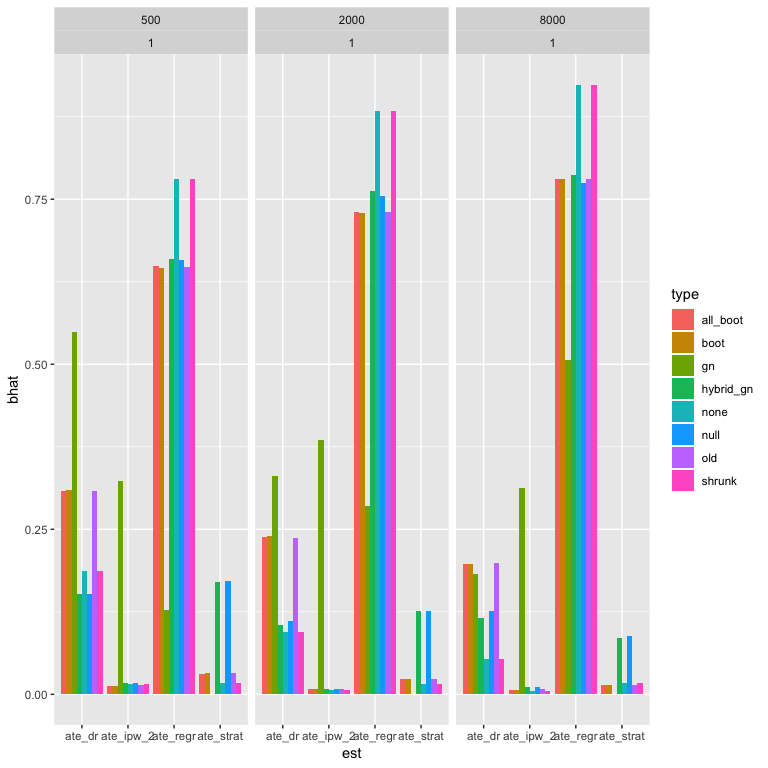 500 2000 8000
1 1 1
bhat
0.75
0.50
0.25
0.00
ate_dr ate_ipw_2 ate_regr ate_strat ate_dr ate_ipw_2 ate_regr ate_strat ate_dr ate_ipw_2 ate_regr ate_strat
est
type
all_boot
boot
gn
hybrid_gn
none
null
old
shrunk